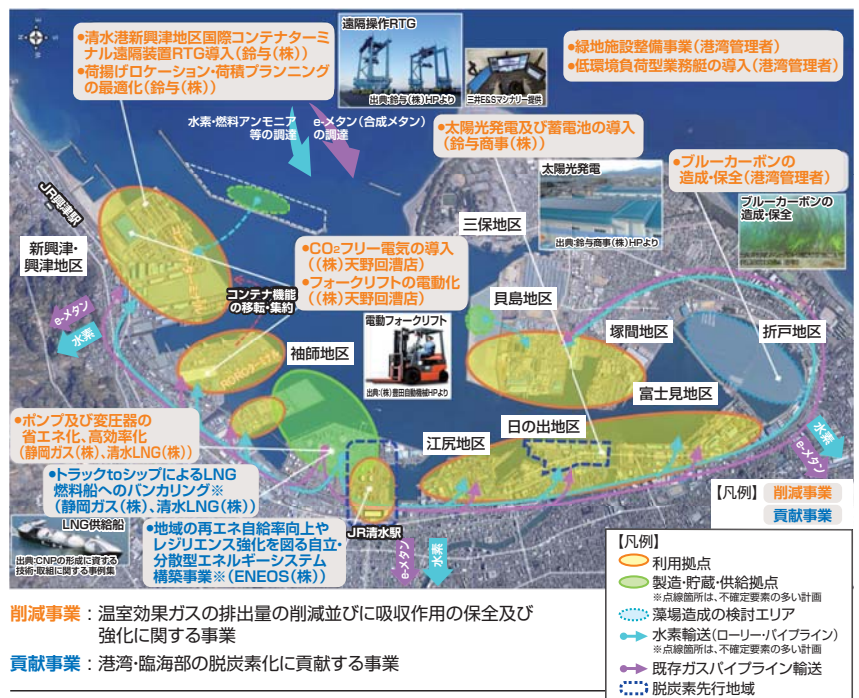 ●清水港新興津地区国際コンテナターミ
ナル遠隔装置RTG導入(鈴与(株))
●荷揚げロケーション・荷積プランニング
の最適化(鈴与(株))
遠隔操作RTG
出典:鈴与(株)HPより
三井E&Sマシナリー提供
●緑地施設整備事業(港湾管理者)
●低環境負荷型業務艇の導入(港湾管理者)
水素・燃料アンモニア
等の調達
e-メタン(合成メタン)
の調達
●太陽光発電及び蓄電池の導入
(鈴与商事(株))
太陽光発電
出典:鈴与商事(株)HPより
●ブルーカーボンの
造成・保全(港湾管理者)
ブルーカーボンの
造成・保全
JR興津駅
新興津・
興津地区
三保地区
●CO₂フリー電気の導入
((株)天野回漕店)
●フォークリフトの電動化
((株)天野回漕店)
コンテナ機能
の移転・集約
貝島地区
塚間地区
折戸地区
e-メタン
水素
電動フォークリフト
出典:(株)豊田自動織機HPより
袖師地区
ROROターミナル
富士見地区
日の出地区
江尻地区
水素
e-メタン
●ポンプ及び変圧器の
省エネ化、高効率化
(静岡ガス(株)、清水LNG(株))
●トラックtoシップによるLNG
燃料船へのバンカリング※
(静岡ガス(株)、清水LNG(株))
LNG供給船
出典:CNPの形成に資する
技術・取組に関する事例集
●地域の再エネ自給率向上や
レジリエンス強化を図る自立・
分散型エネルギーシステム
構築事業※(ENEOS(株))
JR清水駅
e-メタン
水素
【凡例】 削減事業
貢献事業
【凡例】
利用拠点
製造・貯蔵・供給拠点
※点線箇所は、不確定要素の多い計画
藻場造成の検討エリア
水素輸送(ローリー・パイプライン)
※点線箇所は、不確定要素の多い計画
既存ガスパイプライン輸送
脱炭素先行地域
削減事業:温室効果ガスの排出量の削減並びに吸収作用の保全及び
強化に関する事業
貢献事業:港湾・臨海部の脱炭素化に貢献する事業